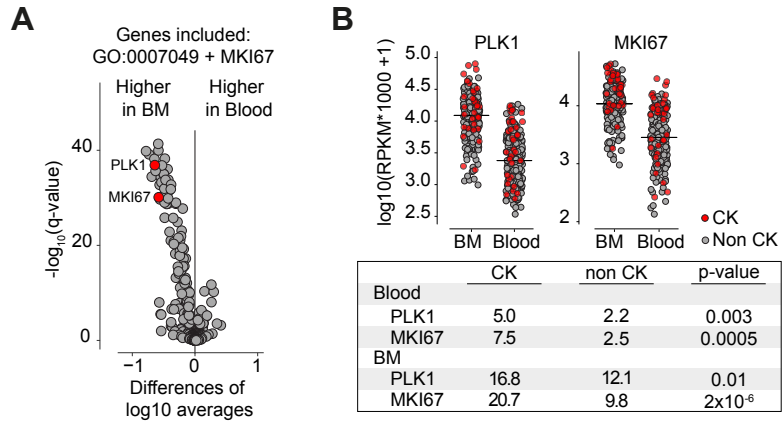 A
Genes included:
GO:0007049 + MKI67
Higher in BM
Higher in Blood
-log10(q-value)
40
20
0
PLK1
MKI67
−1 0 1
Differences of
log10 averages
B
PLK1 MKI67
log10(RPKM*1000 +1)
5.0
4.5
4.0
3.5
3.0
2.5
4
3
2
BM Blood BM Blood
CK
Non CK
CK non CK p-value
Blood
PLK1 5.0 2.2 0.003
MKI67 7.5 2.5 0.0005
BM
PLK1 16.8 12.1 0.01
MKI67 20.7 9.8 2x10-6